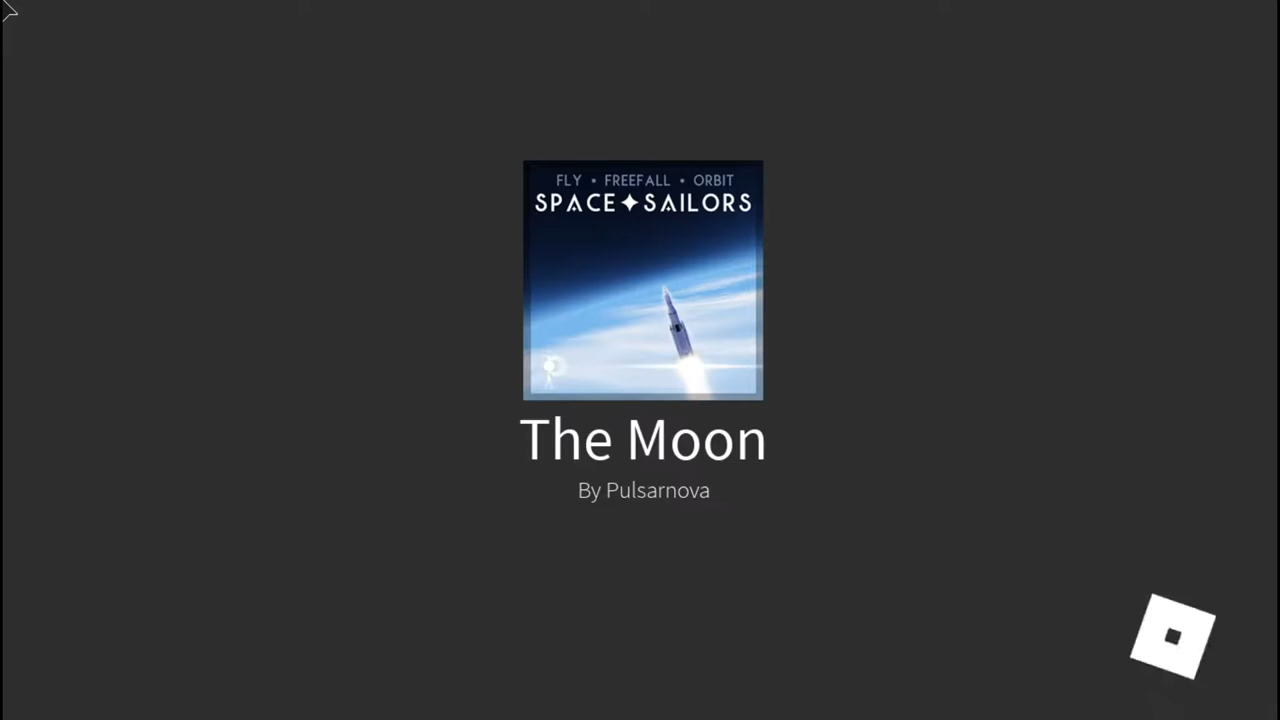 FLY • FREEFALL • ORBIT
SPACE✦SAILORS
The Moon
By Pulsarnova